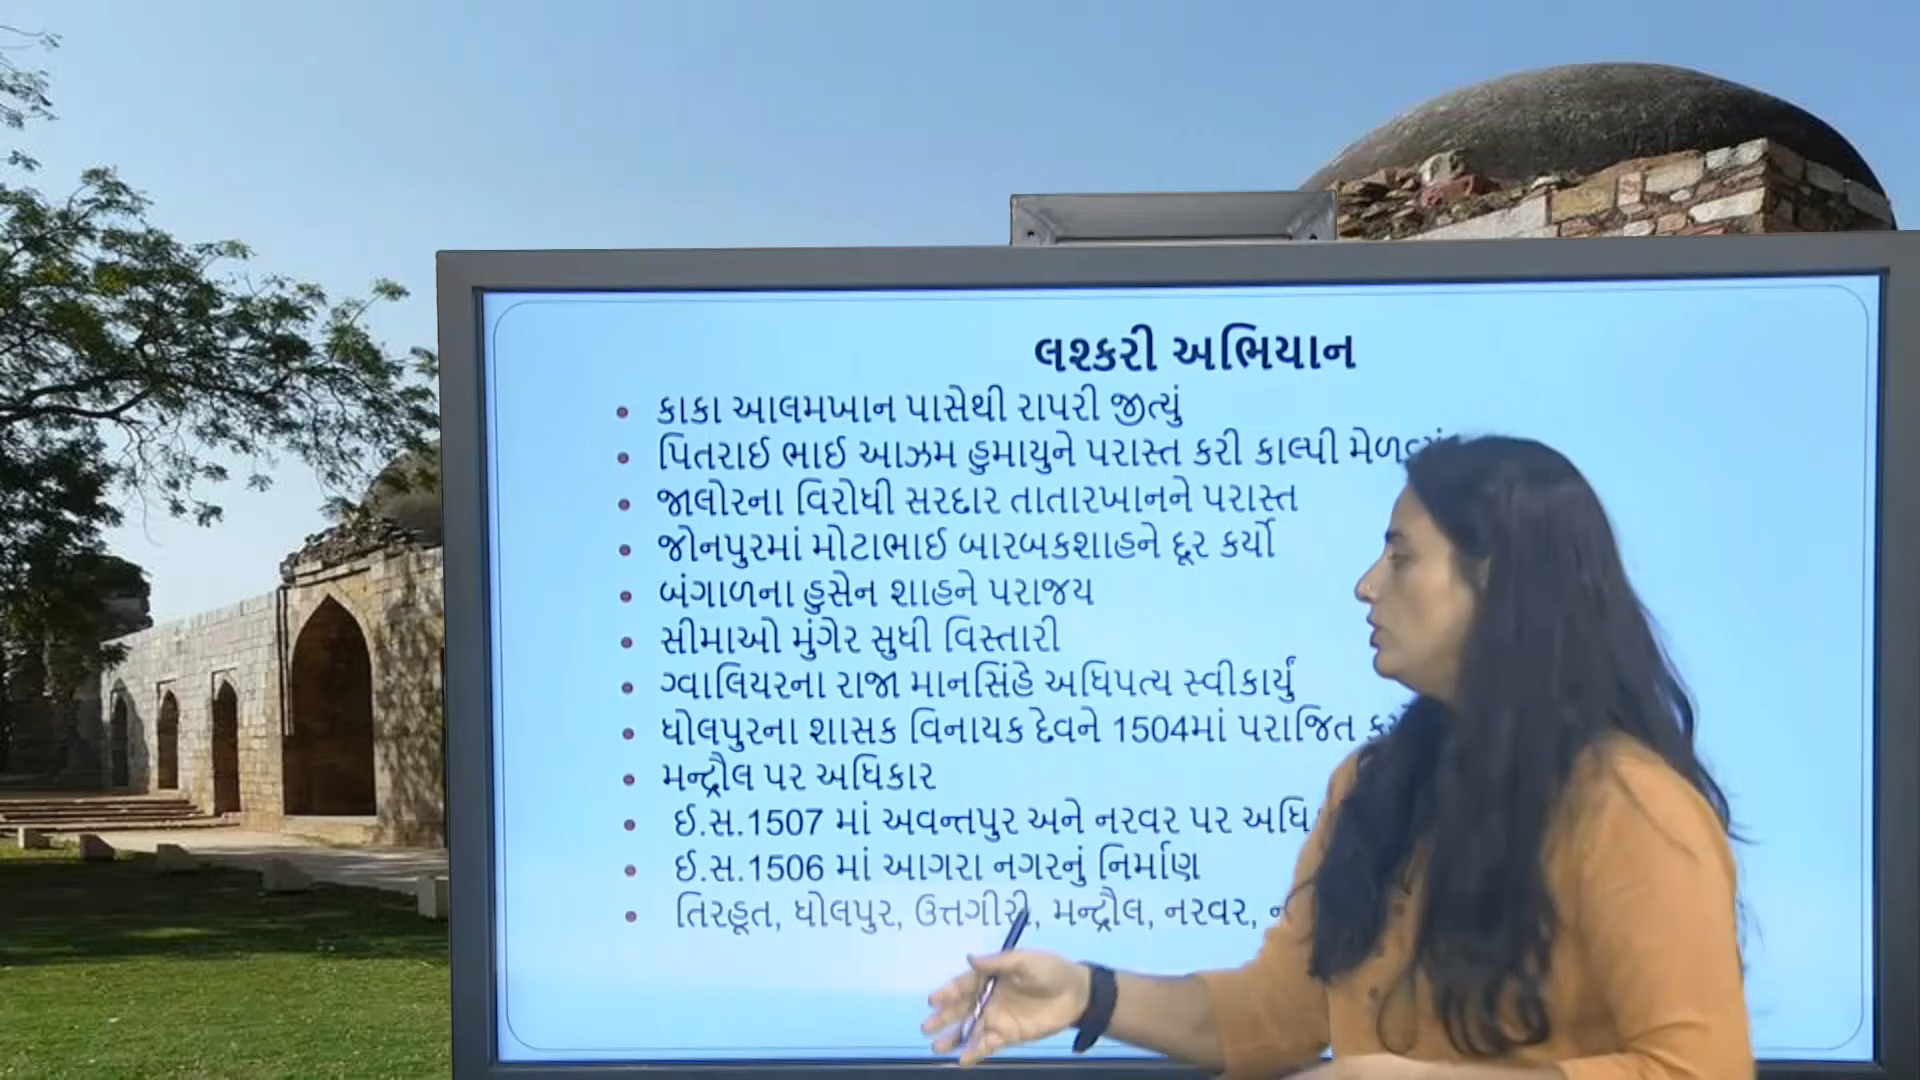 લશ્કરી અભિયાન
• કાકા આલમખાન પાસેથી રાપરી જીત્યું
• પિતરાઈ ભાઈ આઝમ હુમાયુને પરાસ્ત કરી કાલ્પી
• જાલોરના વિરોધી સરદાર તાતારખાનને પરાસ્ત
• જોનપુરમાં મોટાભાઈ બારબકશાહને દૂર કર્યો
• બંગાળના હુસેન શાહને પરાજય
• સીમાઓ મુંગેર સુધી વિસ્તારી
• ગ્વાલિયરના રાજા માનસિંહે અધિપત્ય સ્વીકાર્યું
• ધોલપુરના શાસક વિનાયક દેવને 1504માં પરાજિત
• મન્દ્રૌલ પર અધિકાર
• ઈ.સ.1507 માં અવન્તપુર અને નરવર પર
• ઈ.સ.1506 માં આગરા નગરનું નિર્માણ
• તિરહૂત, ધોલપુર, ઉત્તગીરી, મન્દ્રૌલ, નરવર,